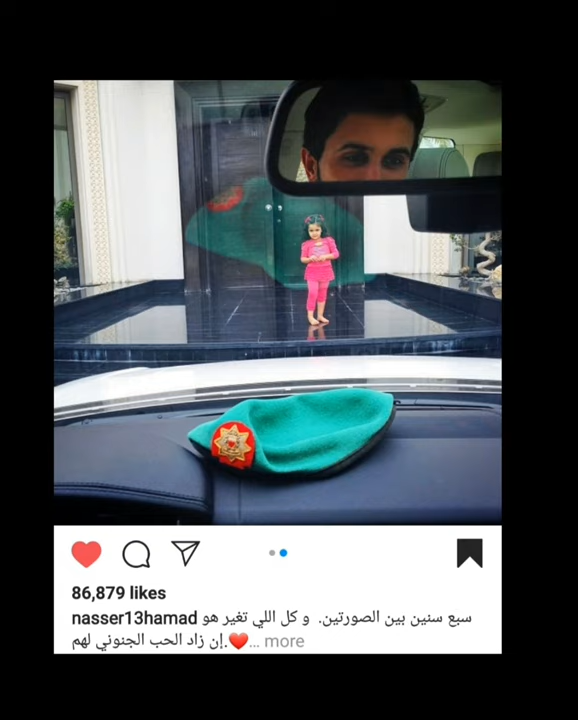 86,879 likes
nasser13hamad سبع سنين بين الصورتين. و كل اللي تغير هو
إن زاد الحب الجنوني لهم.❤️... more